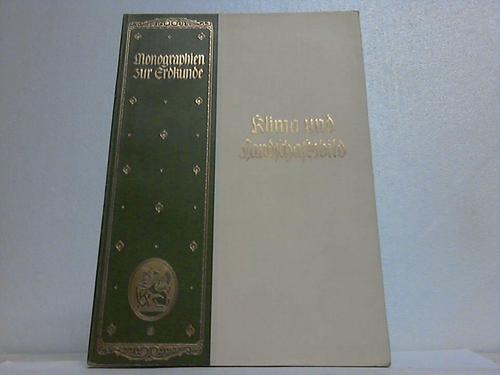 Monographien
zur Erdkunde
Klima und
Landschaftsbild